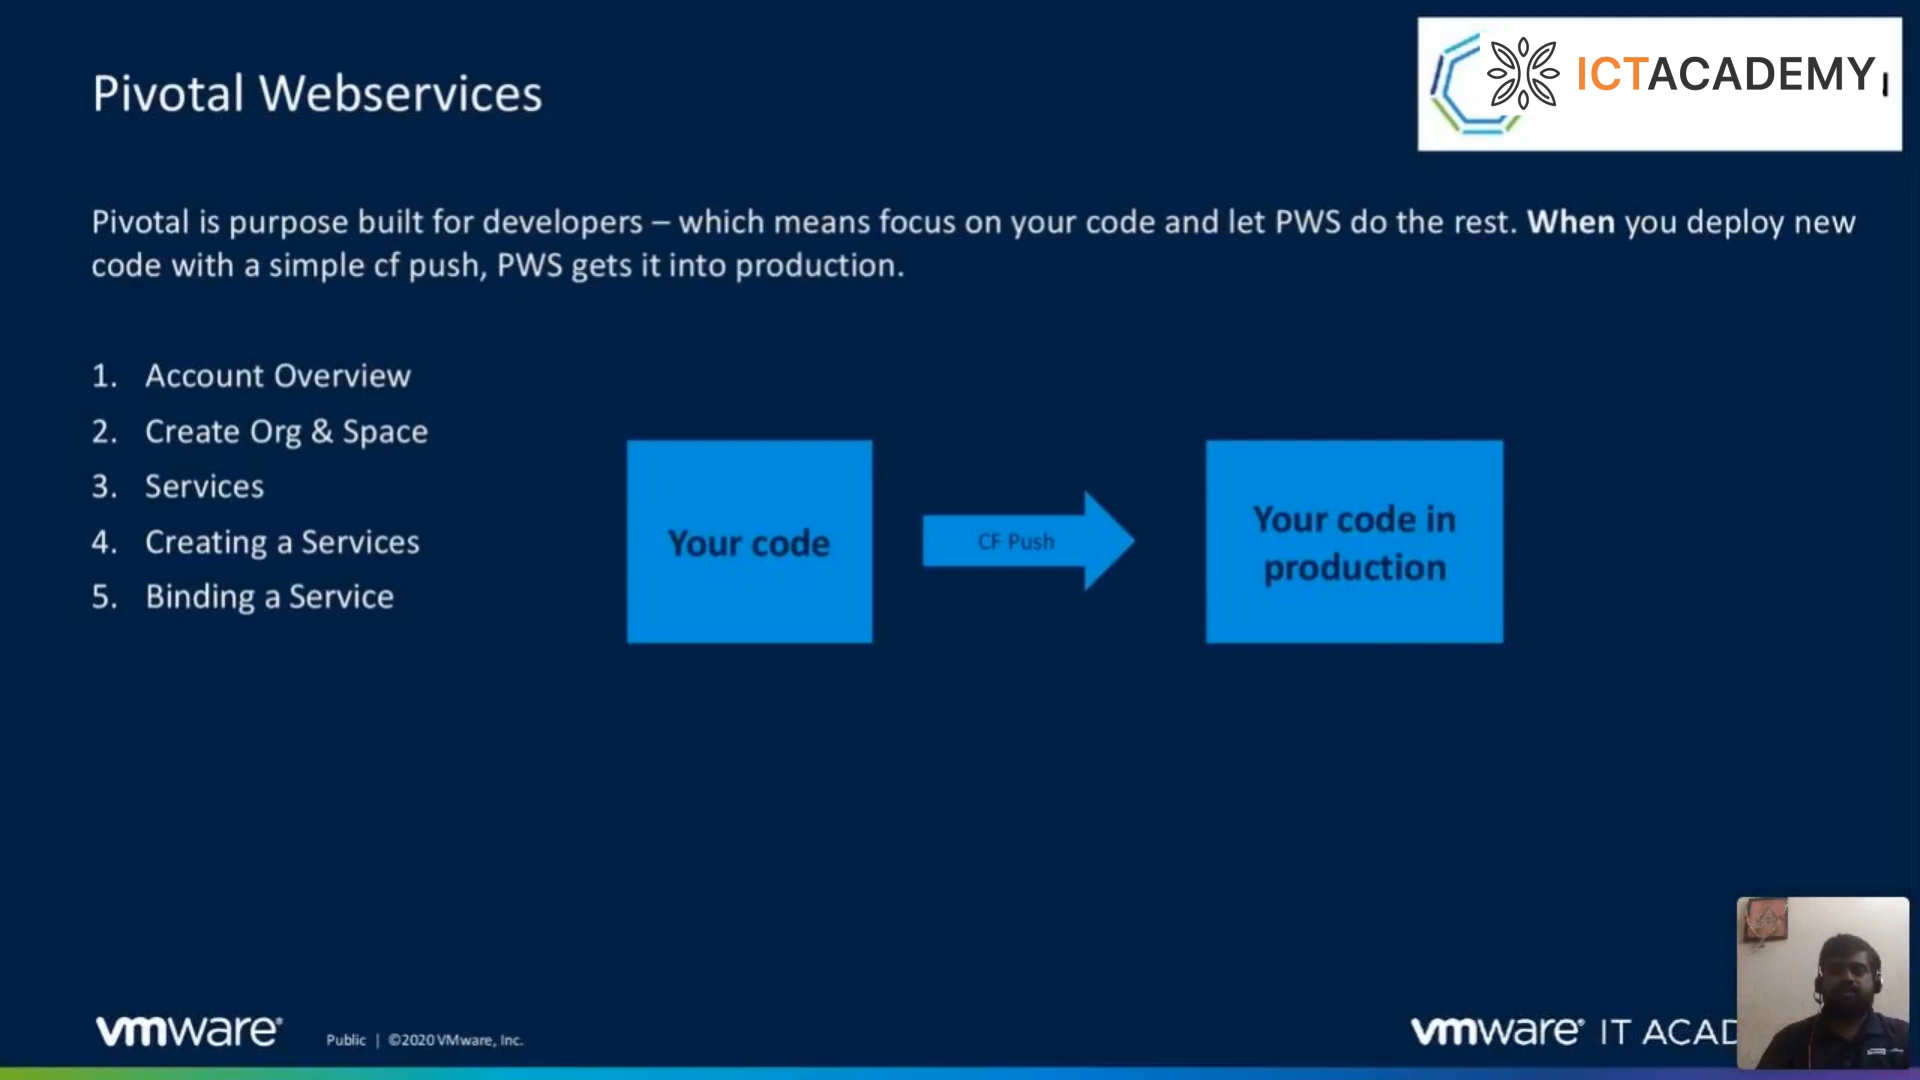 Pivotal Webservices
ICTACADEMY
Pivotal is purpose built for developers – which means focus on your code and let PWS do the rest. When you deploy new
code with a simple cf push, PWS gets it into production.
1. Account Overview
2. Create Org & Space
3. Services
4. Creating a Services
5. Binding a Service
Your code
CF Push
Your code in
production
vmware®
Public | ©2020 VMware, Inc.
vmware® IT ACAD